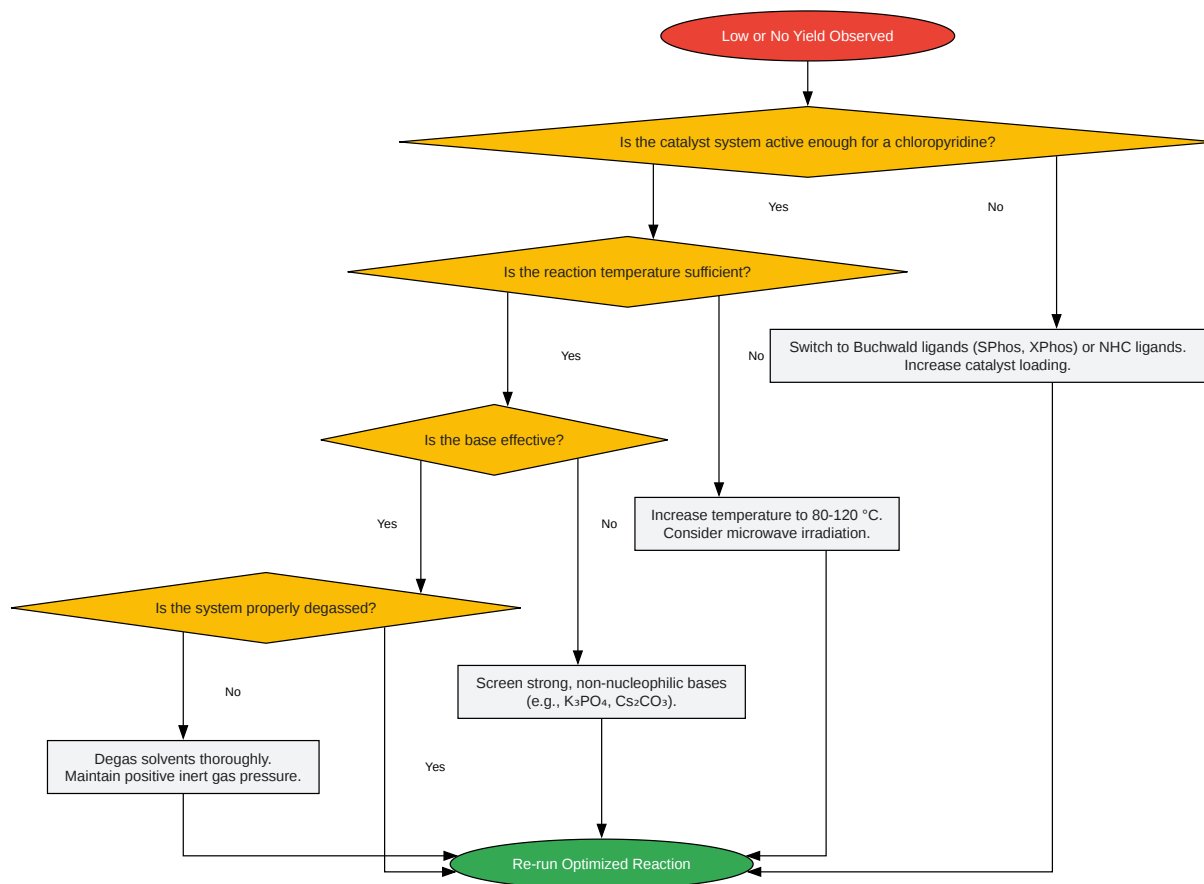 Low or No Yield Observed
Is the catalyst system active enough for a chloropyridine?
Yes
No
Is the reaction temperature sufficient?
Switch to Buchwald ligands (SPhos, XPhos) or NHC ligands.
Increase catalyst loading.
Yes
No
Is the base effective?
Increase temperature to 80-120 °C.
Consider microwave irradiation.
Yes
No
Is the system properly degassed?
Screen strong, non-nucleophilic bases
(e.g., K₃PO₄, Cs₂CO₃).
No
Degas solvents thoroughly.
Maintain positive inert gas pressure.
Yes
Re-run Optimized Reaction